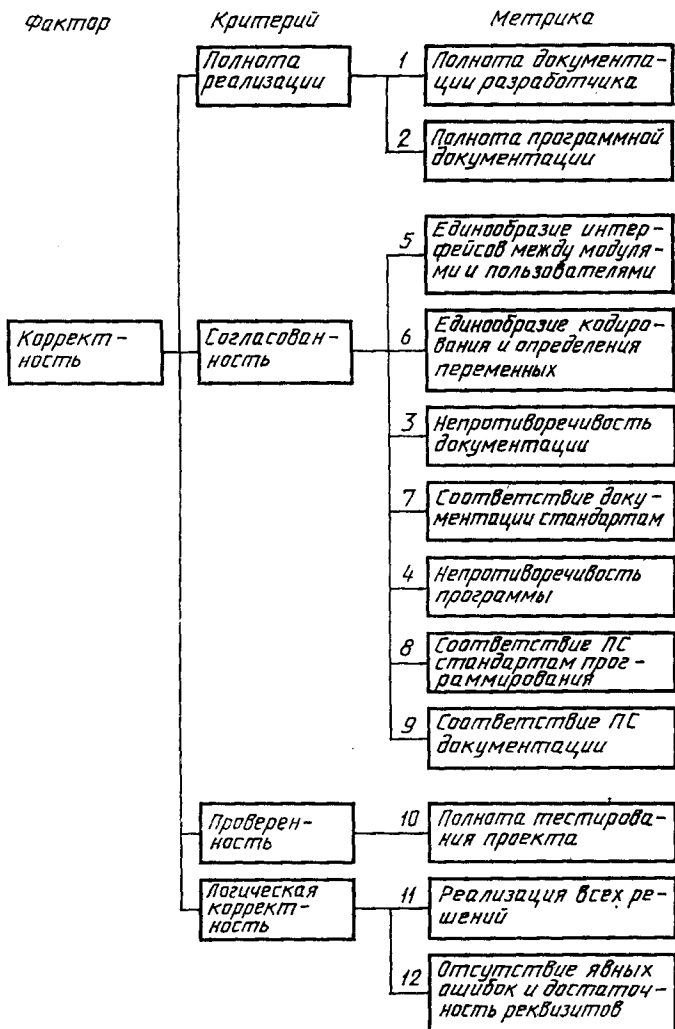 Фактор Критерий Метрика
Полнота
реализации
1 Полнота документа-
ции разработчика
2 Полнота программной
документации
5 Единообразие интер-
фейсов между модуля-
ми и пользователями
Коррект-
ность
Согласован-
ность
6 Единообразие кодиро-
вания и определения
переменных
3 Непротиворечивость
документации
7 Соответствие доку-
ментации стандартам
4 Непротиворечивость
программы
8 Соответствие ПС
стандартам прог-
раммирования
9 Соответствие ПС
документации
Проверен-
ность
10 Полнота тестирова-
ния проекта
Логическая
коррект-
ность
11 Реализация всех ре-
шений
12 Отсутствие явных
ошибок и достаточ-
ность реквизитов